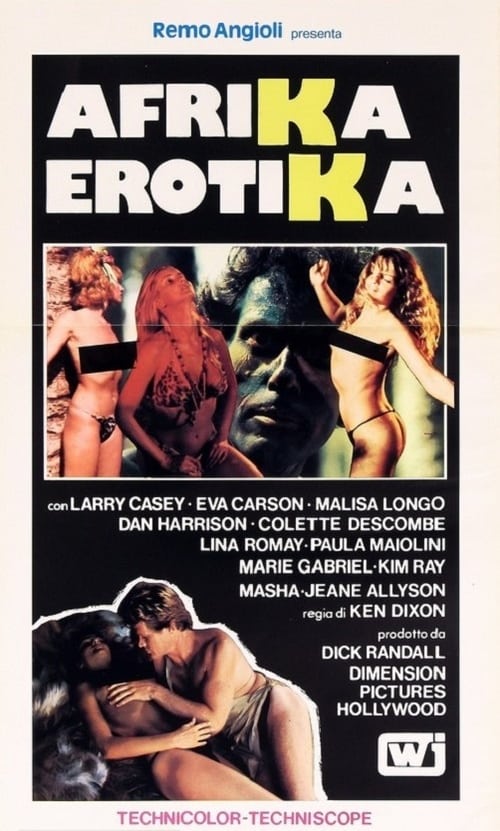 Remo Angioli presenta
AFRIKA
EROTIKA
con LARRY CASEY · EVA CARSON · MALISA LONGO
DAN HARRISON · COLETTE DESCOMBE
LINA ROMAY · PAULA MAIOLINI
MARIE GABRIEL · KIM RAY
MASHA · JEANE ALLYSON
regia di KEN DIXON
prodotto da
DICK RANDALL
DIMENSION
PICTURES
HOLLYWOOD
Wj
TECHNICOLOR-TECHNISCOPE